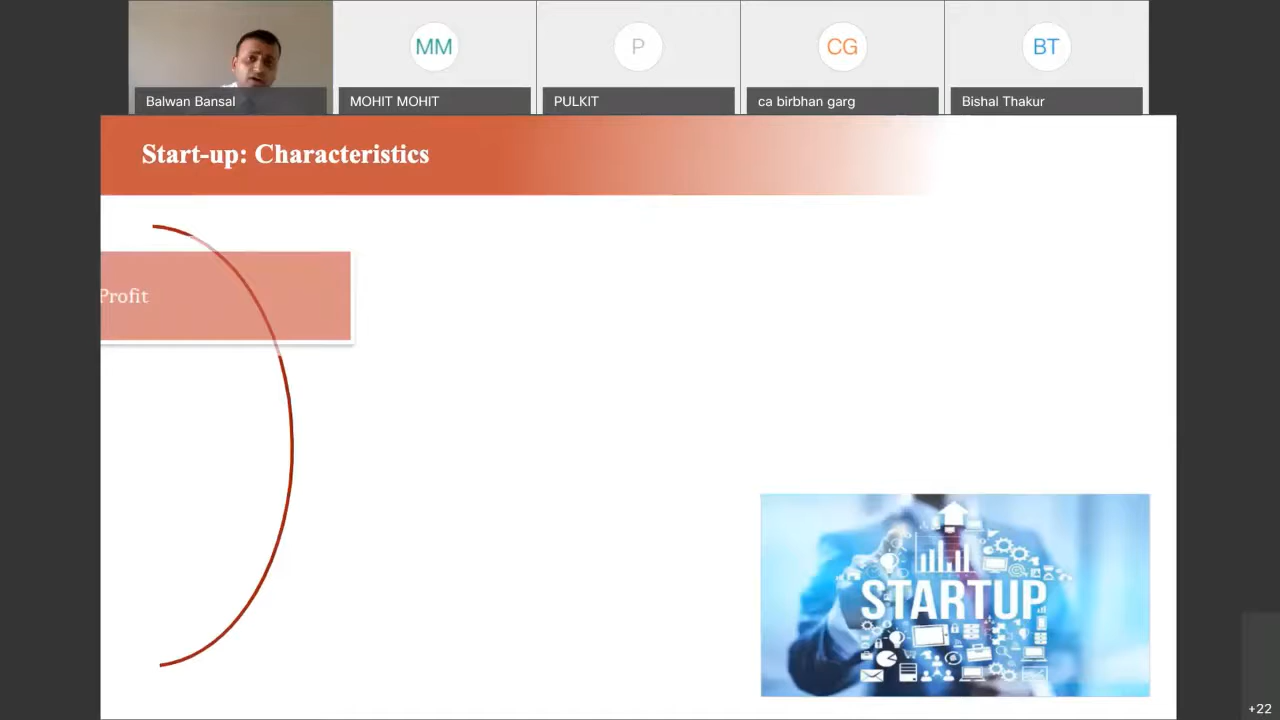 MM
P
CG
BT
Balwan Bansal
MOHIT MOHIT
PULKIT
ca birbhan garg
Bishal Thakur
Start-up: Characteristics
Profit
STARTUP
+22